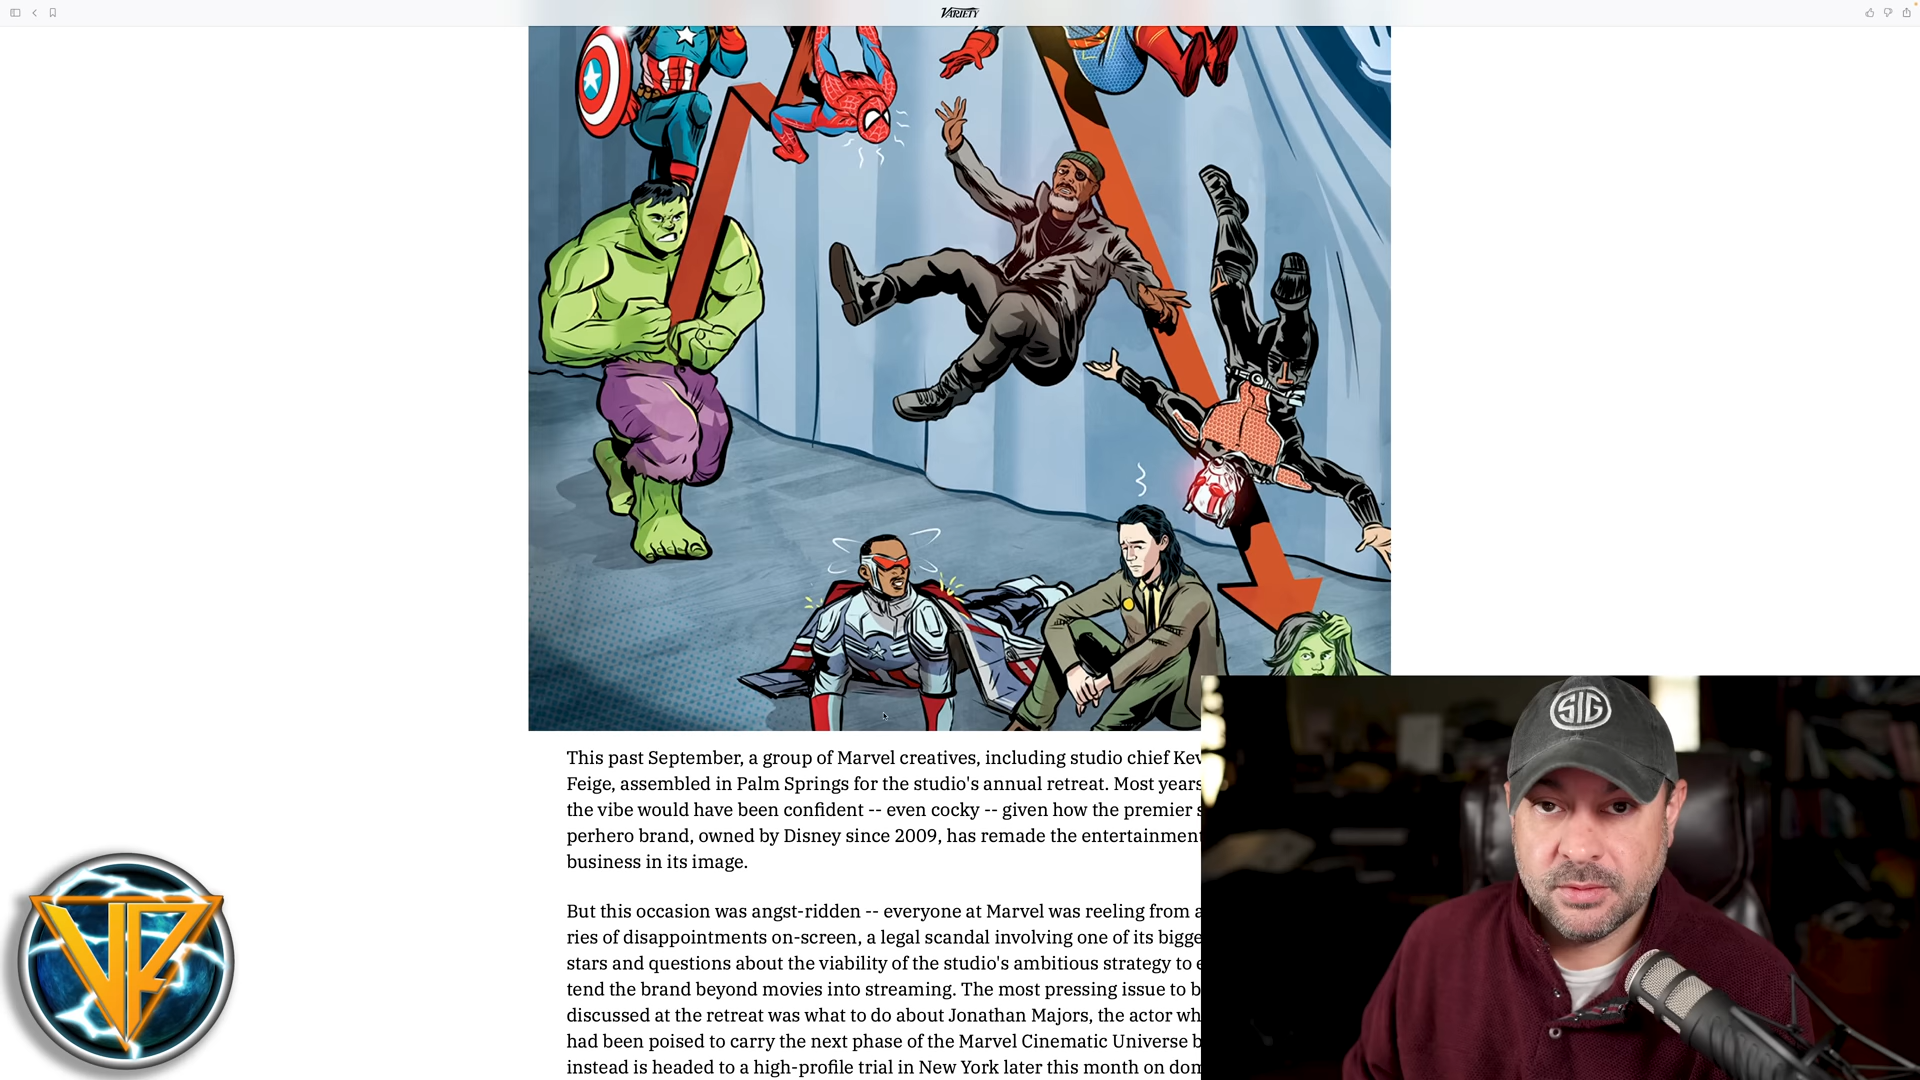 VARIETY
This past September, a group of Marvel creatives, including studio chief Kev
Feige, assembled in Palm Springs for the studio's annual retreat. Most years
the vibe would have been confident -- even cocky -- given how the premier s
perhero brand, owned by Disney since 2009, has remade the entertainment
business in its image.
But this occasion was angst-ridden -- everyone at Marvel was reeling from a
ries of disappointments on-screen, a legal scandal involving one of its bigge
stars and questions about the viability of the studio's ambitious strategy to e
tend the brand beyond movies into streaming. The most pressing issue to b
discussed at the retreat was what to do about Jonathan Majors, the actor wh
had been poised to carry the next phase of the Marvel Cinematic Universe b
instead is headed to a high-profile trial in New York later this month on dom
SIG